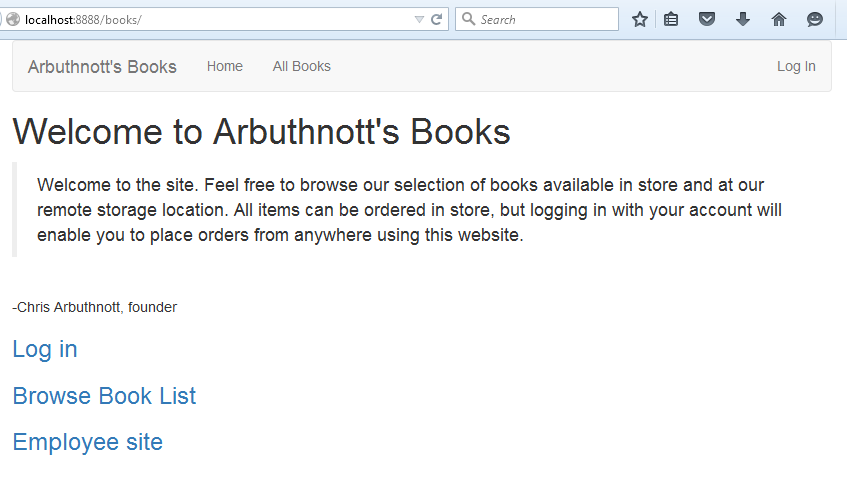 localhost:8888/books/
Search
Arbuthnott's Books Home All Books Log In
Welcome to Arbuthnott's Books
Welcome to the site. Feel free to browse our selection of books available in store and at our
remote storage location. All items can be ordered in store, but logging in with your account will
enable you to place orders from anywhere using this website.
-Chris Arbuthnott, founder
Log in
Browse Book List
Employee site